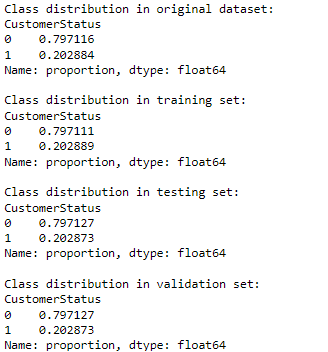 Class distribution in original dataset:
CustomerStatus
0    0.797116
1    0.202884
Name: proportion, dtype: float64

Class distribution in training set:
CustomerStatus
0    0.797111
1    0.202889
Name: proportion, dtype: float64

Class distribution in testing set:
CustomerStatus
0    0.797127
1    0.202873
Name: proportion, dtype: float64

Class distribution in validation set:
CustomerStatus
0    0.797127
1    0.202873
Name: proportion, dtype: float64